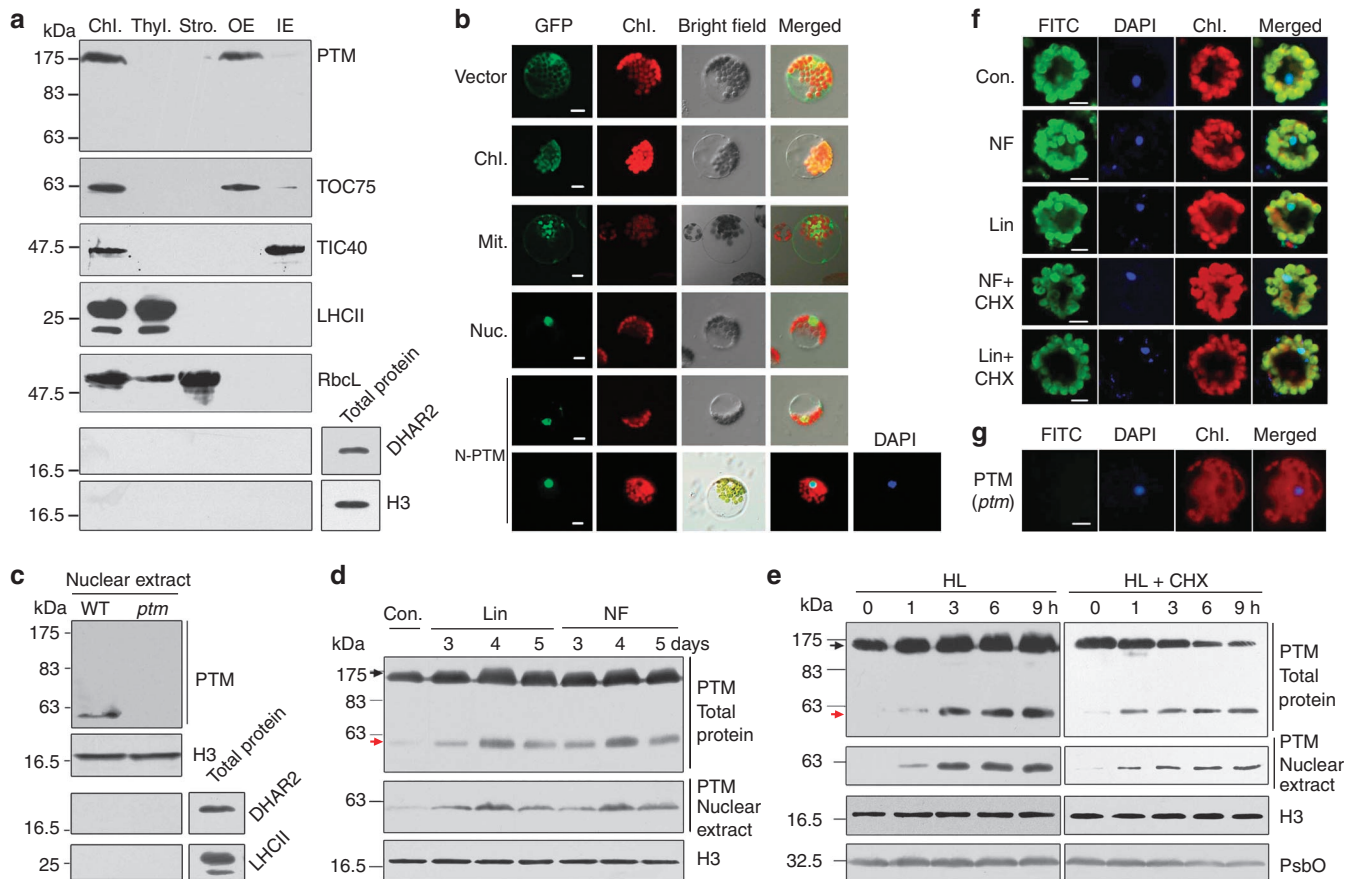 a
kDa Chl. Thyl. Stro. OE IE
175
83
63
PTM
63
TOC75
47.5
TIC40
25
LHCII
47.5
RbcL
Total protein
16.5
DHAR2
16.5
H3
b
GFP Chl. Bright field Merged
Vector
Chl.
Mit.
Nuc.
N-PTM
DAPI
f
FITC DAPI Chl. Merged
Con.
NF
Lin
NF+
CHX
Lin+
CHX
g
FITC DAPI Chl. Merged
PTM
(ptm)
c
Nuclear extract
kDa WT ptm
175
83
63
PTM
16.5
H3
Total protein
16.5
DHAR2
25
LHCII
d
Con. Lin NF
kDa 3 4 5 3 4 5 days
175
83
63
PTM
Total
protein
63
PTM
Nuclear
extract
16.5
H3
e
HL HL + CHX
kDa 0 1 3 6 9 h 0 1 3 6 9 h
175
83
63
PTM
Total
protein
63
PTM
Nuclear
extract
16.5
H3
32.5
PsbO